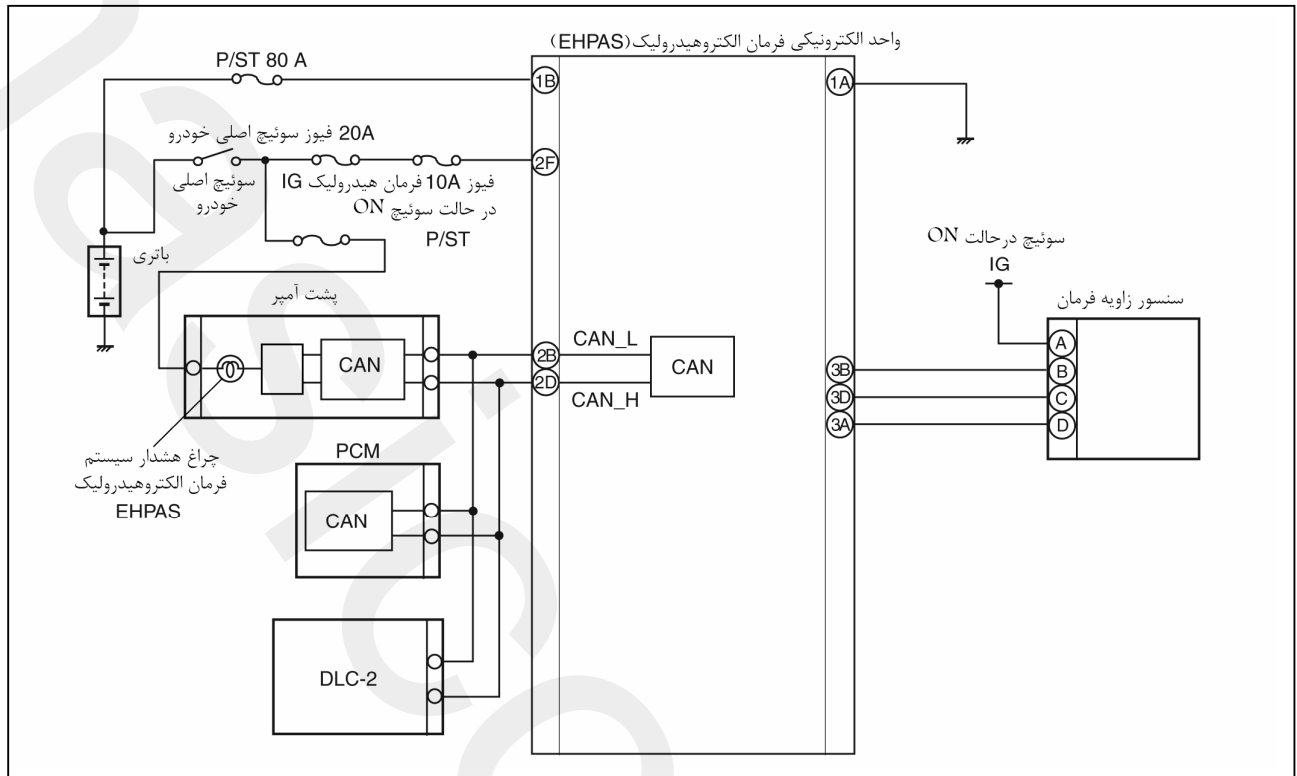 واحد الکترونیکی فرمان الکتروهیدرولیک(EHPAS)
P/ST 80 A
1B
1A
فیوز سوئیچ اصلی خودرو 20A
2F
سوئیچ اصلی
خودرو
فیوز 10A فرمان هیدرولیک IG
در حالت سوئیچ ON
P/ST
باتری
سوئیچ درحالت ON
IG
سنسور زاویه فرمان
پشت آمپر
CAN
CAN_L
2B
2D
CAN_H
CAN
3B
3D
3A
A
B
C
D
چراغ هشدار سیستم
فرمان الکتروهیدرولیک
EHPAS
PCM
CAN
DLC-2